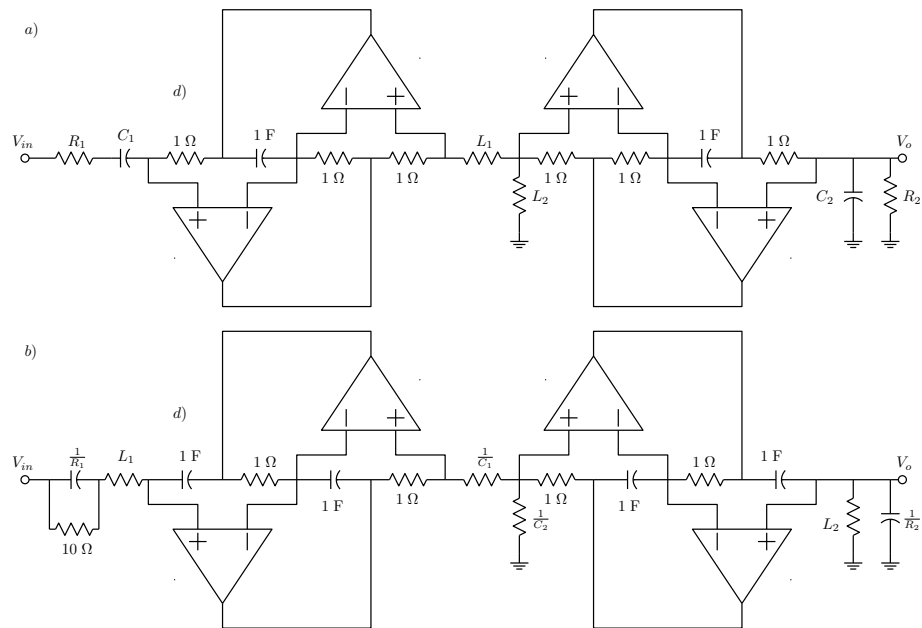 a)
d)
V_in R_1 C_1 1 Ω 1 F 1 Ω 1 Ω L_1 1 Ω 1 Ω 1 F 1 Ω V_o
L_2 C_2 R_2
b)
d)
V_in 1/R_1 L_1 1 F 1 Ω 1 F 1 Ω 1/C_1 1 Ω 1 F 1 Ω 1 F V_o
10 Ω 1/C_2 L_2 1/R_2